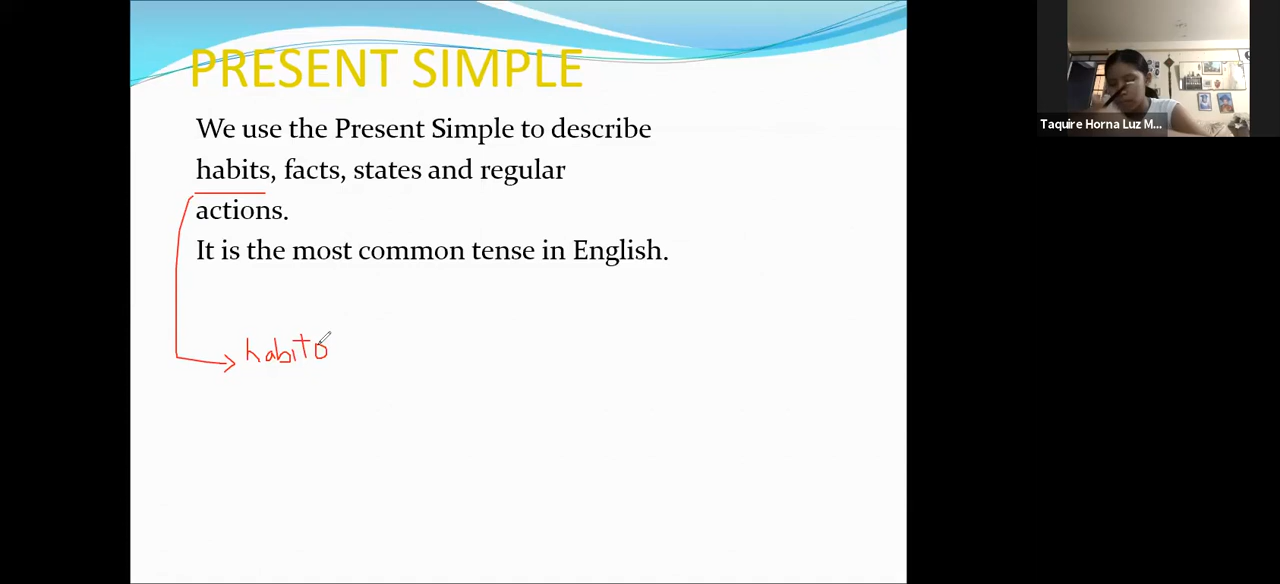 PRESENT SIMPLE
We use the Present Simple to describe
habits, facts, states and regular
actions.
It is the most common tense in English.
habito
Taquire Horna Luz M...